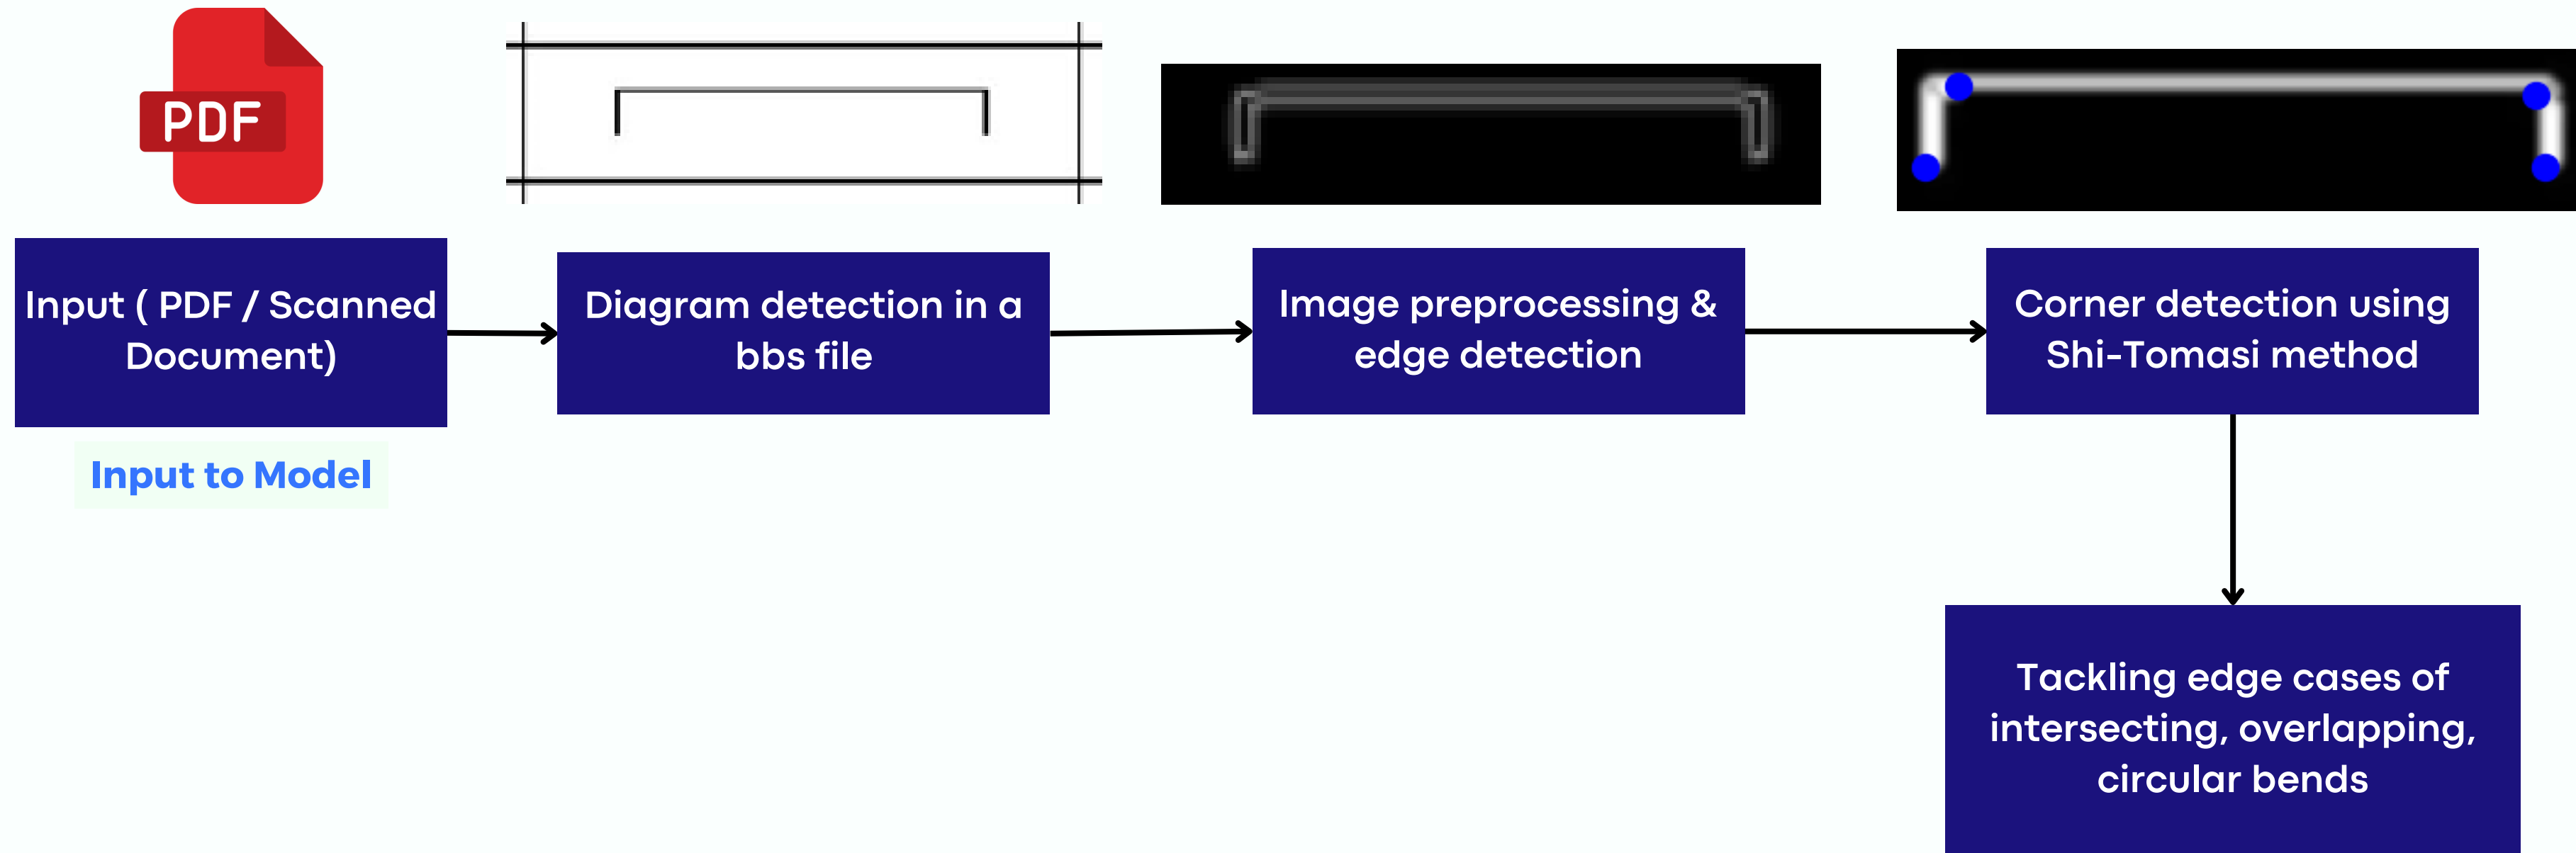 PDF
Input ( PDF / Scanned
Document)
Input to Model
Diagram detection in a
bbs file
Image preprocessing &
edge detection
Corner detection using
Shi-Tomasi method
Tackling edge cases of
intersecting, overlapping,
circular bends